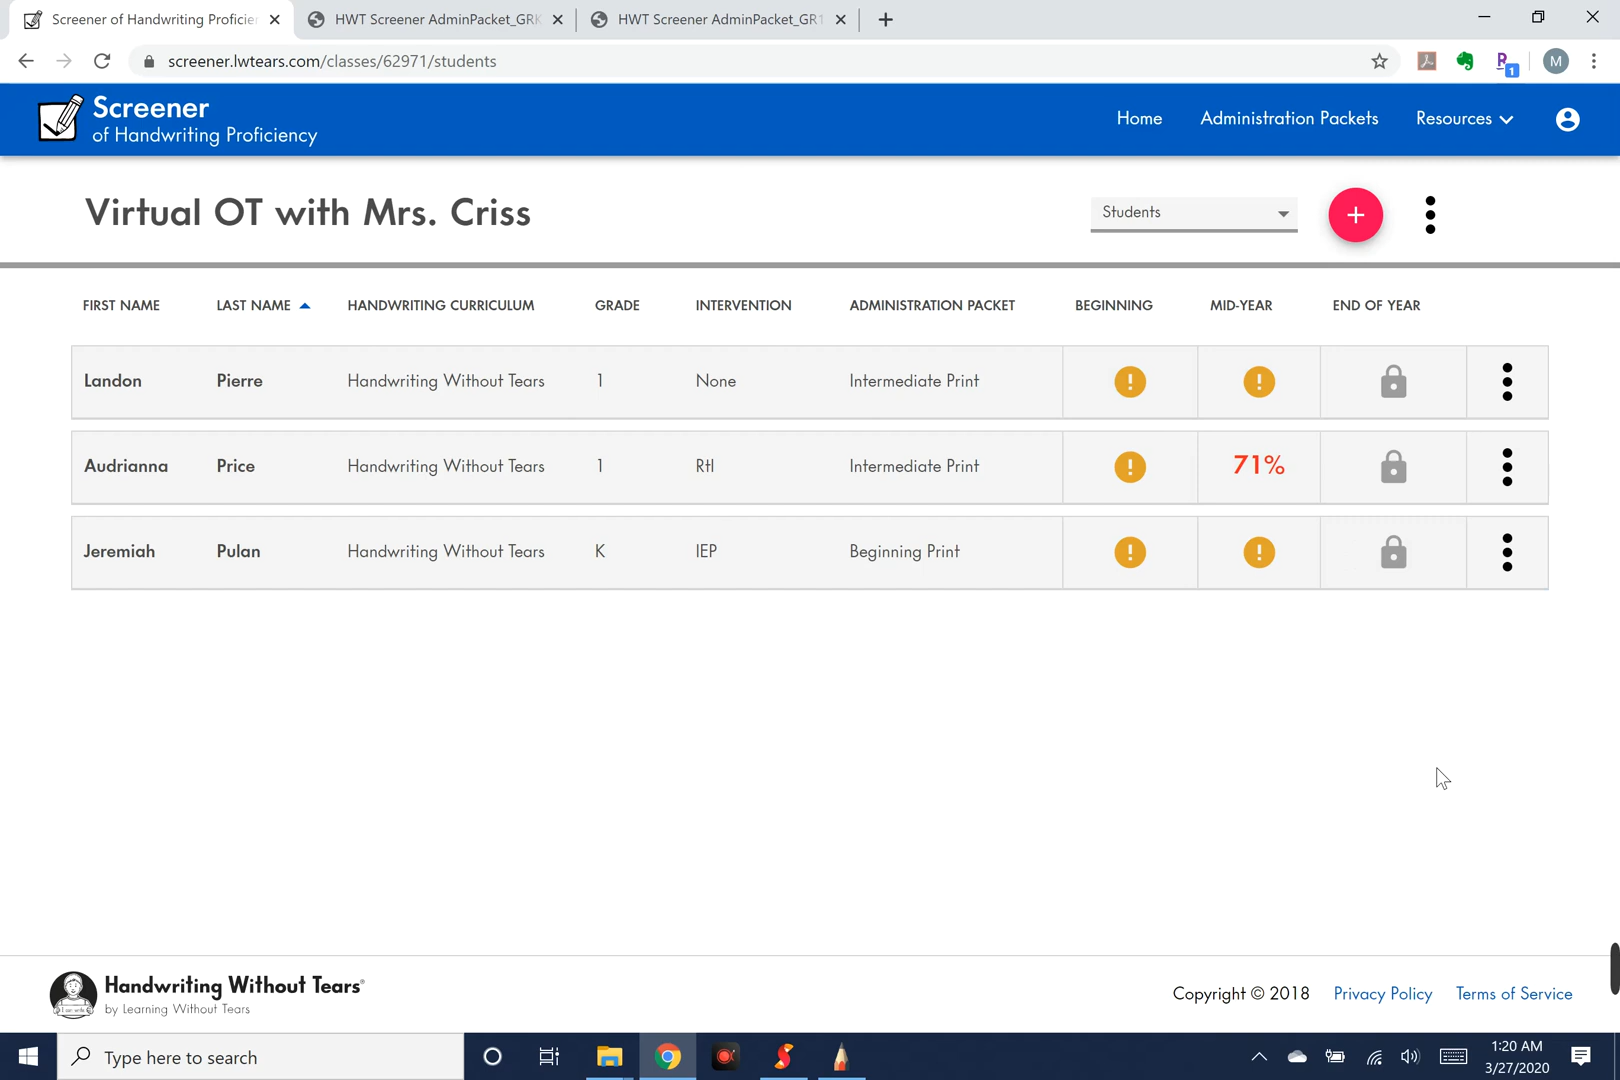 Screener of Handwriting Proficie
HWT Screener AdminPacket_GRK
HWT Screener AdminPacket_GR1
screener.lwtears.com/classes/62971/students
1
M
Screener
of Handwriting Proficiency
Home
Administration Packets
Resources
Virtual OT with Mrs. Criss
Students
FIRST NAME LAST NAME HANDWRITING CURRICULUM GRADE INTERVENTION ADMINISTRATION PACKET BEGINNING MID-YEAR END OF YEAR
Landon Pierre Handwriting Without Tears 1 None Intermediate Print ! !
Audrianna Price Handwriting Without Tears 1 RtI Intermediate Print ! 71%
Jeremiah Pulan Handwriting Without Tears K IEP Beginning Print ! !
Handwriting Without Tears®
by Learning Without Tears
Copyright © 2018 Privacy Policy Terms of Service
Type here to search
1:20 AM
3/27/2020